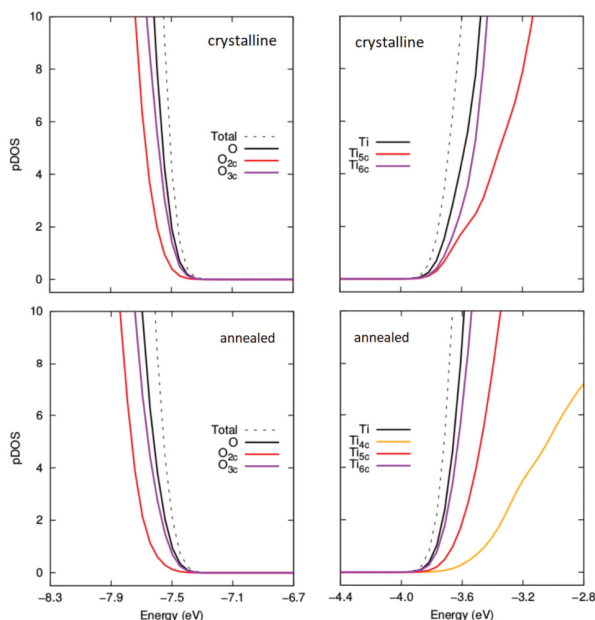 10
8
6
4
2
0
pDOS
crystalline
Total
O
O2c
O3c
crystalline
Ti
Ti5c
Ti6c
10
8
6
4
2
0
pDOS
annealed
Total
O
O2c
O3c
-8.3 -7.9 -7.5 -7.1 -6.7
Energy (eV)
annealed
Ti
Ti4c
Ti5c
Ti6c
-4.4 -4.0 -3.6 -3.2 -2.8
Energy (eV)